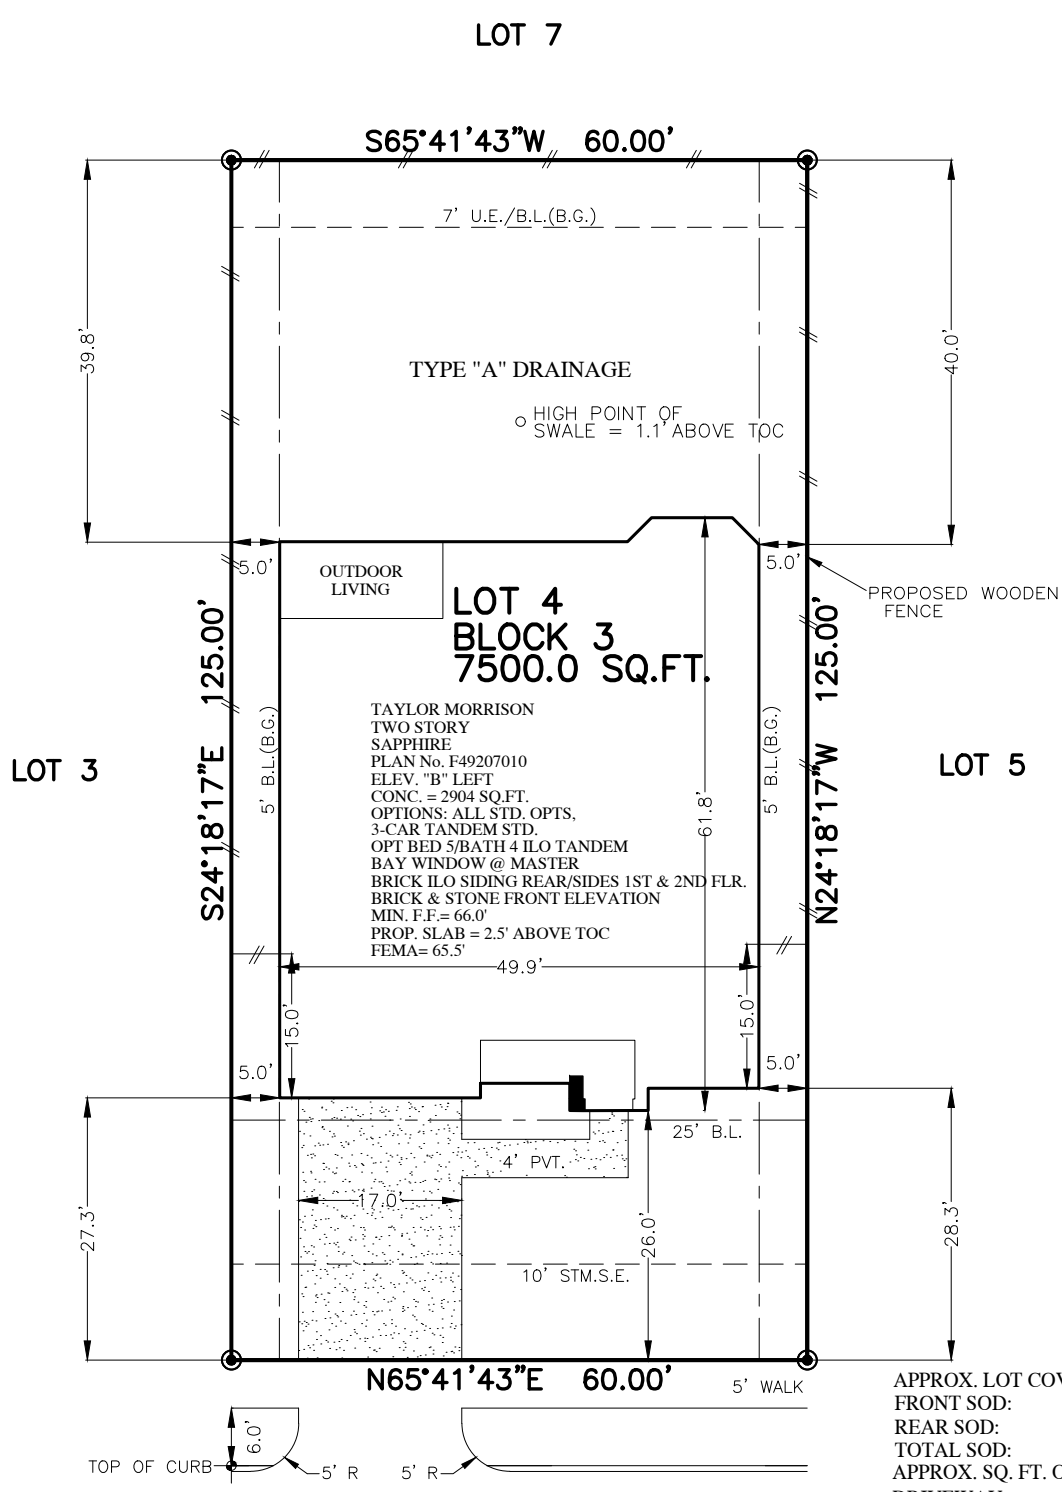 LOT 7
S65°41'43"W 60.00'
7' U.E./B.L.(B.G.)
39.8'
40.0'
TYPE "A" DRAINAGE
HIGH POINT OF
SWALE = 1.1' ABOVE TOC
5.0'
5.0'
OUTDOOR
LIVING
PROPOSED WOODEN
FENCE
LOT 4
BLOCK 3
7500.0 SQ.FT.
S24°18'17"E 125.00'
N24°18'17"W 125.00'
5' B.L.(B.G.)
5' B.L.(B.G.)
LOT 3
LOT 5
TAYLOR MORRISON
TWO STORY
SAPPHIRE
PLAN No. F49207010
ELEV. "B" LEFT
CONC. = 2904 SQ.FT.
OPTIONS: ALL STD. OPTS,
3-CAR TANDEM STD.
OPT BED 5/BATH 4 ILO TANDEM
BAY WINDOW @ MASTER
BRICK ILO SIDING REAR/SIDES 1ST & 2ND FLR.
BRICK & STONE FRONT ELEVATION
MIN. F.F.= 66.0'
PROP. SLAB = 2.5' ABOVE TOC
FEMA= 65.5'
61.8'
49.9'
15.0'
15.0'
5.0'
5.0'
25' B.L.
4' PVT.
17.0'
27.3'
26.0'
28.3'
10' STM.S.E.
N65°41'43"E 60.00'
5' WALK
6.0'
TOP OF CURB
5' R
5' R
APPROX. LOT COV
FRONT SOD:
REAR SOD:
TOTAL SOD:
APPROX. SQ. FT. O